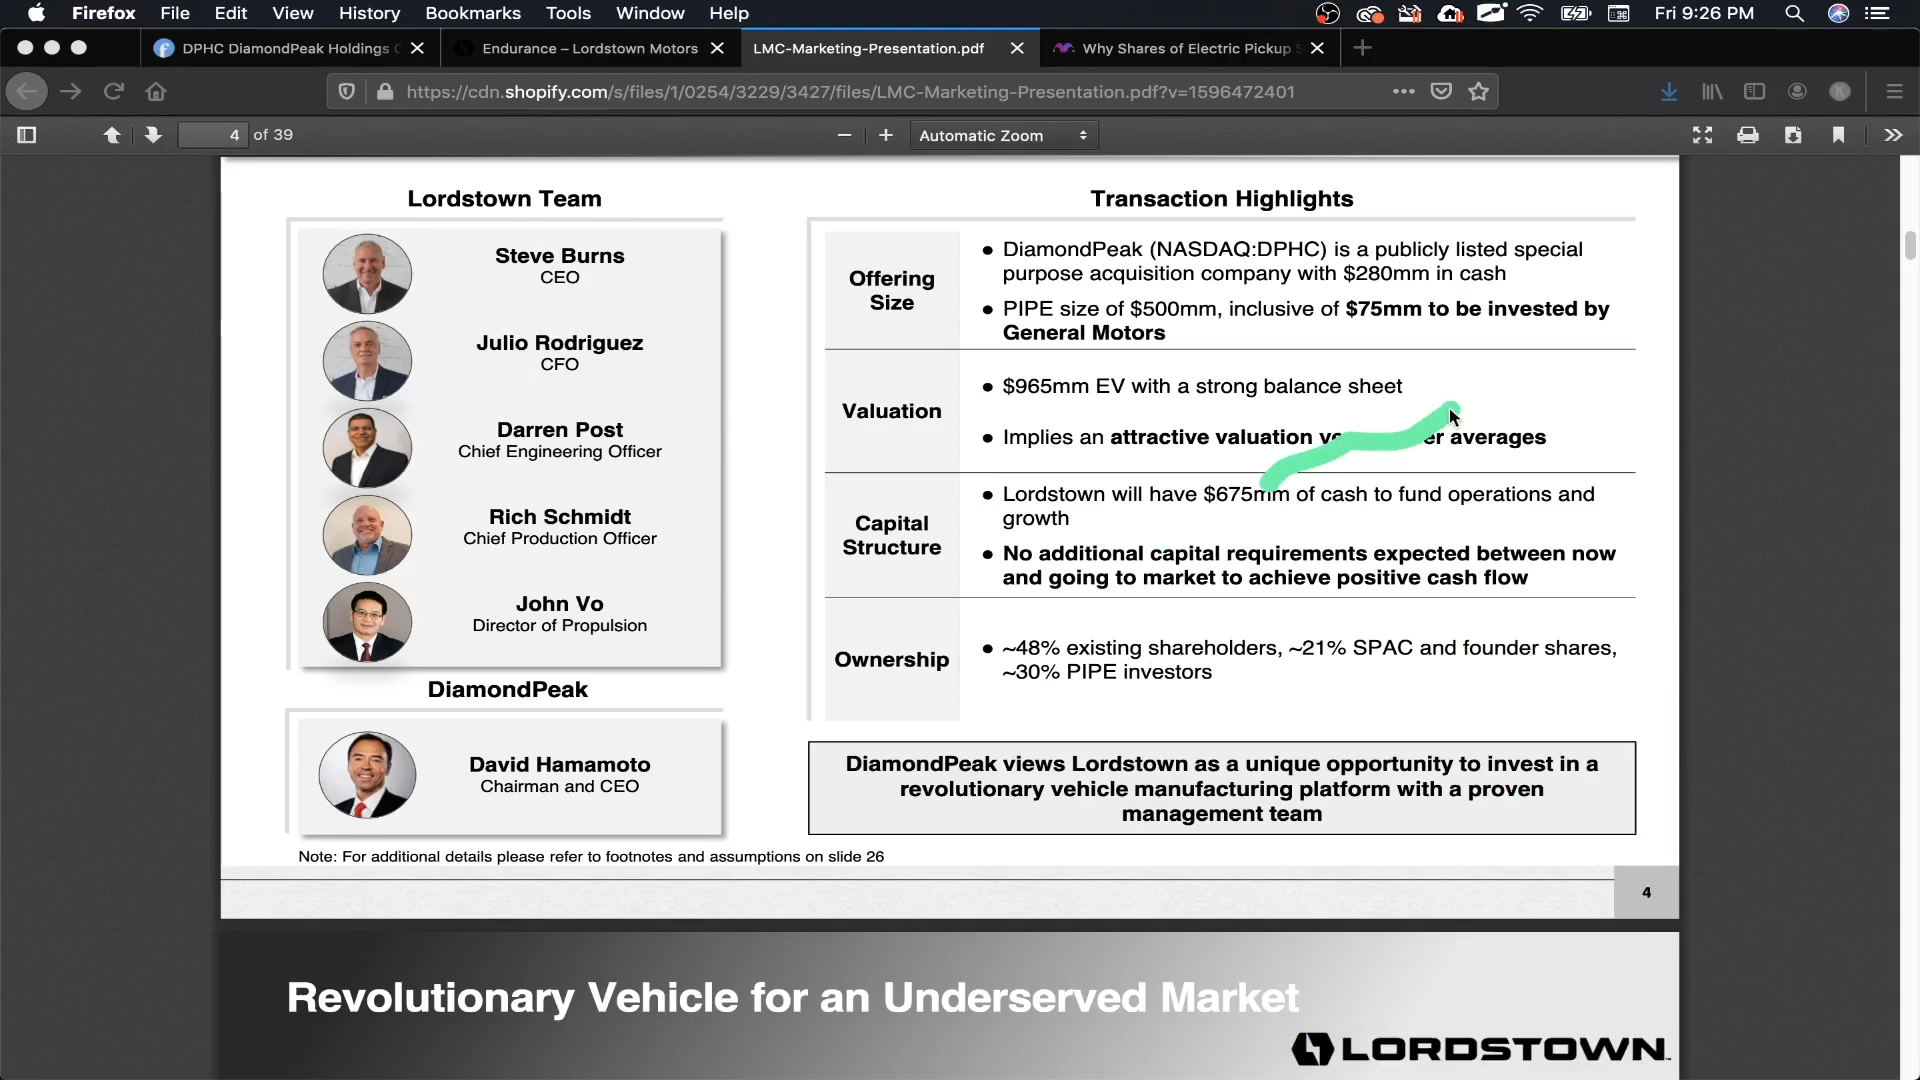 Firefox File Edit View History Bookmarks Tools Window Help Fri 9:26 PM
DPHC DiamondPeak Holdings Endurance – Lordstown Motors LMC-Marketing-Presentation.pdf Why Shares of Electric Pickup
https://cdn.shopify.com/s/files/1/0254/3229/3427/files/LMC-Marketing-Presentation.pdf?v=1596472401
4 of 39 Automatic Zoom
Lordstown Team
Steve Burns
CEO
Julio Rodriguez
CFO
Darren Post
Chief Engineering Officer
Rich Schmidt
Chief Production Officer
John Vo
Director of Propulsion
DiamondPeak
David Hamamoto
Chairman and CEO
Transaction Highlights
Offering
Size
• DiamondPeak (NASDAQ:DPHC) is a publicly listed special
purpose acquisition company with $280mm in cash
• PIPE size of $500mm, inclusive of $75mm to be invested by
General Motors
Valuation
• $965mm EV with a strong balance sheet
• Implies an attractive valuation averages
Capital
Structure
• Lordstown will have $675mm of cash to fund operations and
growth
• No additional capital requirements expected between now
and going to market to achieve positive cash flow
Ownership
• ~48% existing shareholders, ~21% SPAC and founder shares,
~30% PIPE investors
DiamondPeak views Lordstown as a unique opportunity to invest in a
revolutionary vehicle manufacturing platform with a proven
management team
Note: For additional details please refer to footnotes and assumptions on slide 26
4
Revolutionary Vehicle for an Underserved Market
LORDSTOWN